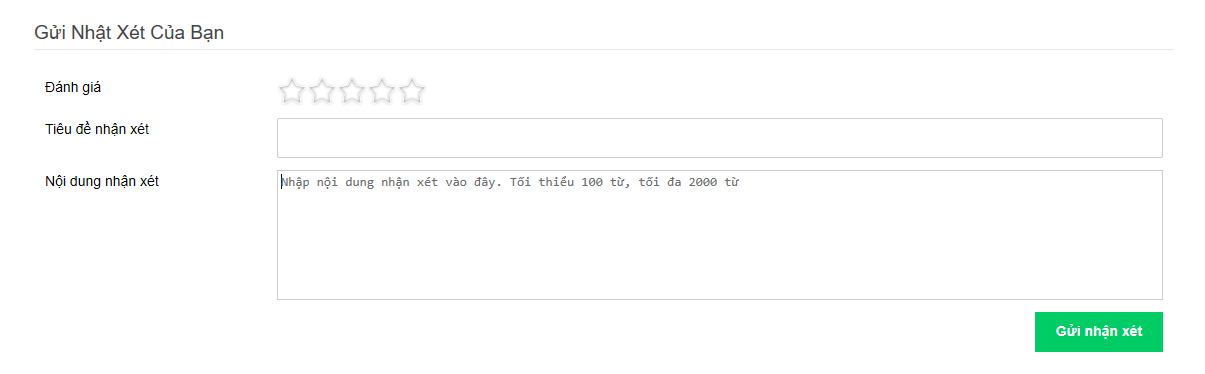 Gửi Nhật Xét Của Bạn
Đánh giá
Tiêu đề nhận xét
Nội dung nhận xét
Nhập nội dung nhận xét vào đây. Tối thiểu 100 từ, tối đa 2000 từ
Gửi nhận xét